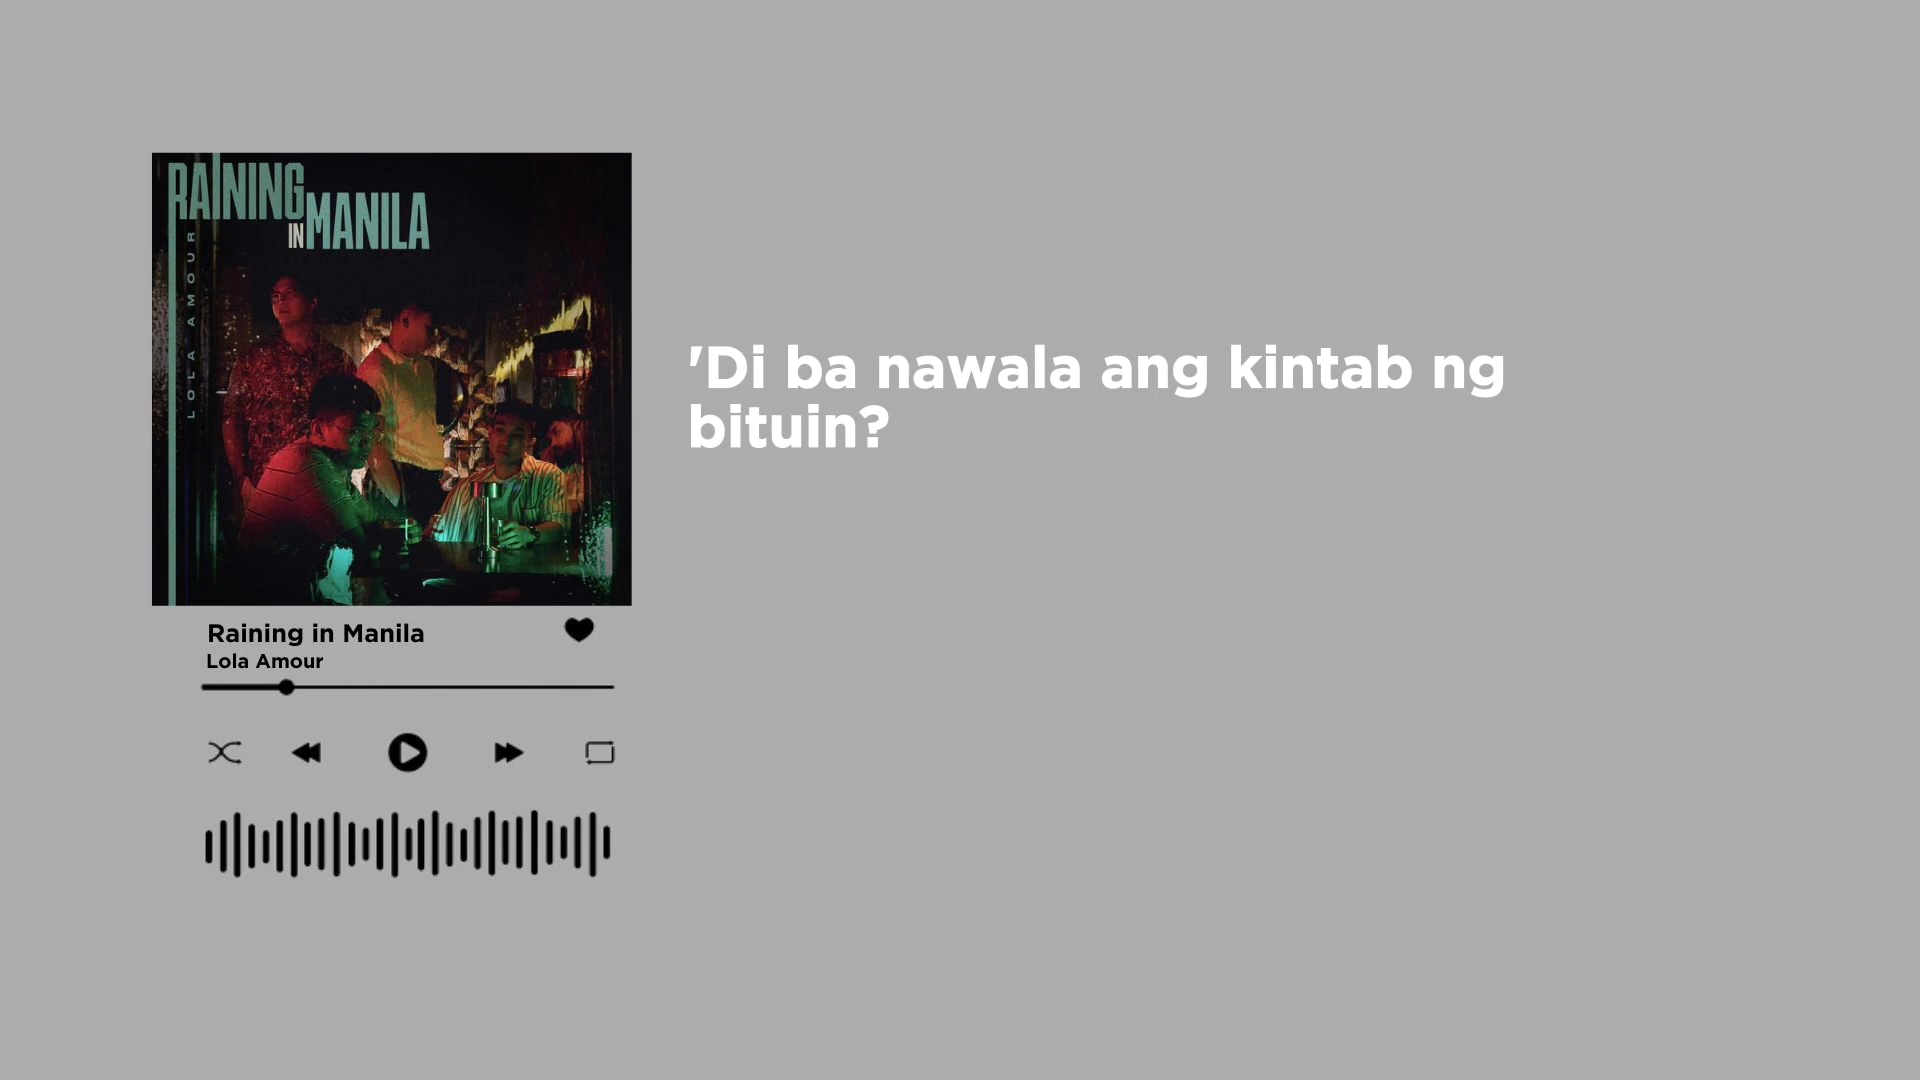 RAINING
IN MANILA
LOLA AMOUR
'Di ba nawala ang kintab ng
bituin?
Raining in Manila
Lola Amour